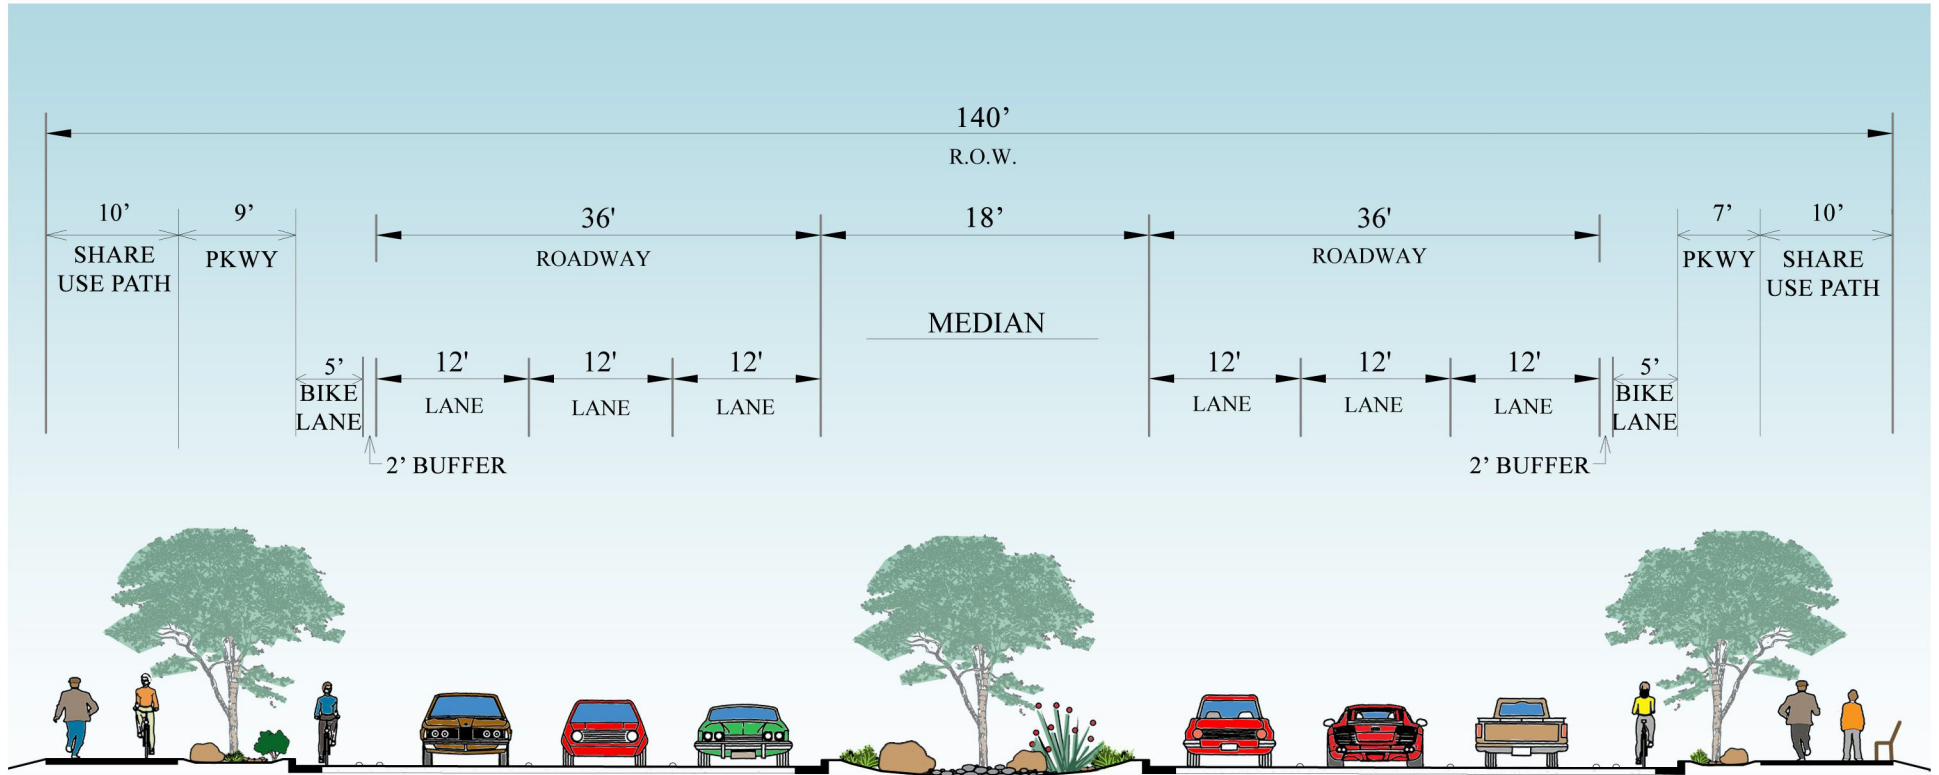 140’
R.O.W.
10’
SHARE
USE PATH
9’
PKWY
36'
ROADWAY
18’
MEDIAN
36'
ROADWAY
7’
PKWY
10’
SHARE
USE PATH
5’
BIKE
LANE
2’ BUFFER
12'
LANE
12'
LANE
12'
LANE
12'
LANE
12'
LANE
12'
LANE
2’ BUFFER
5’
BIKE
LANE